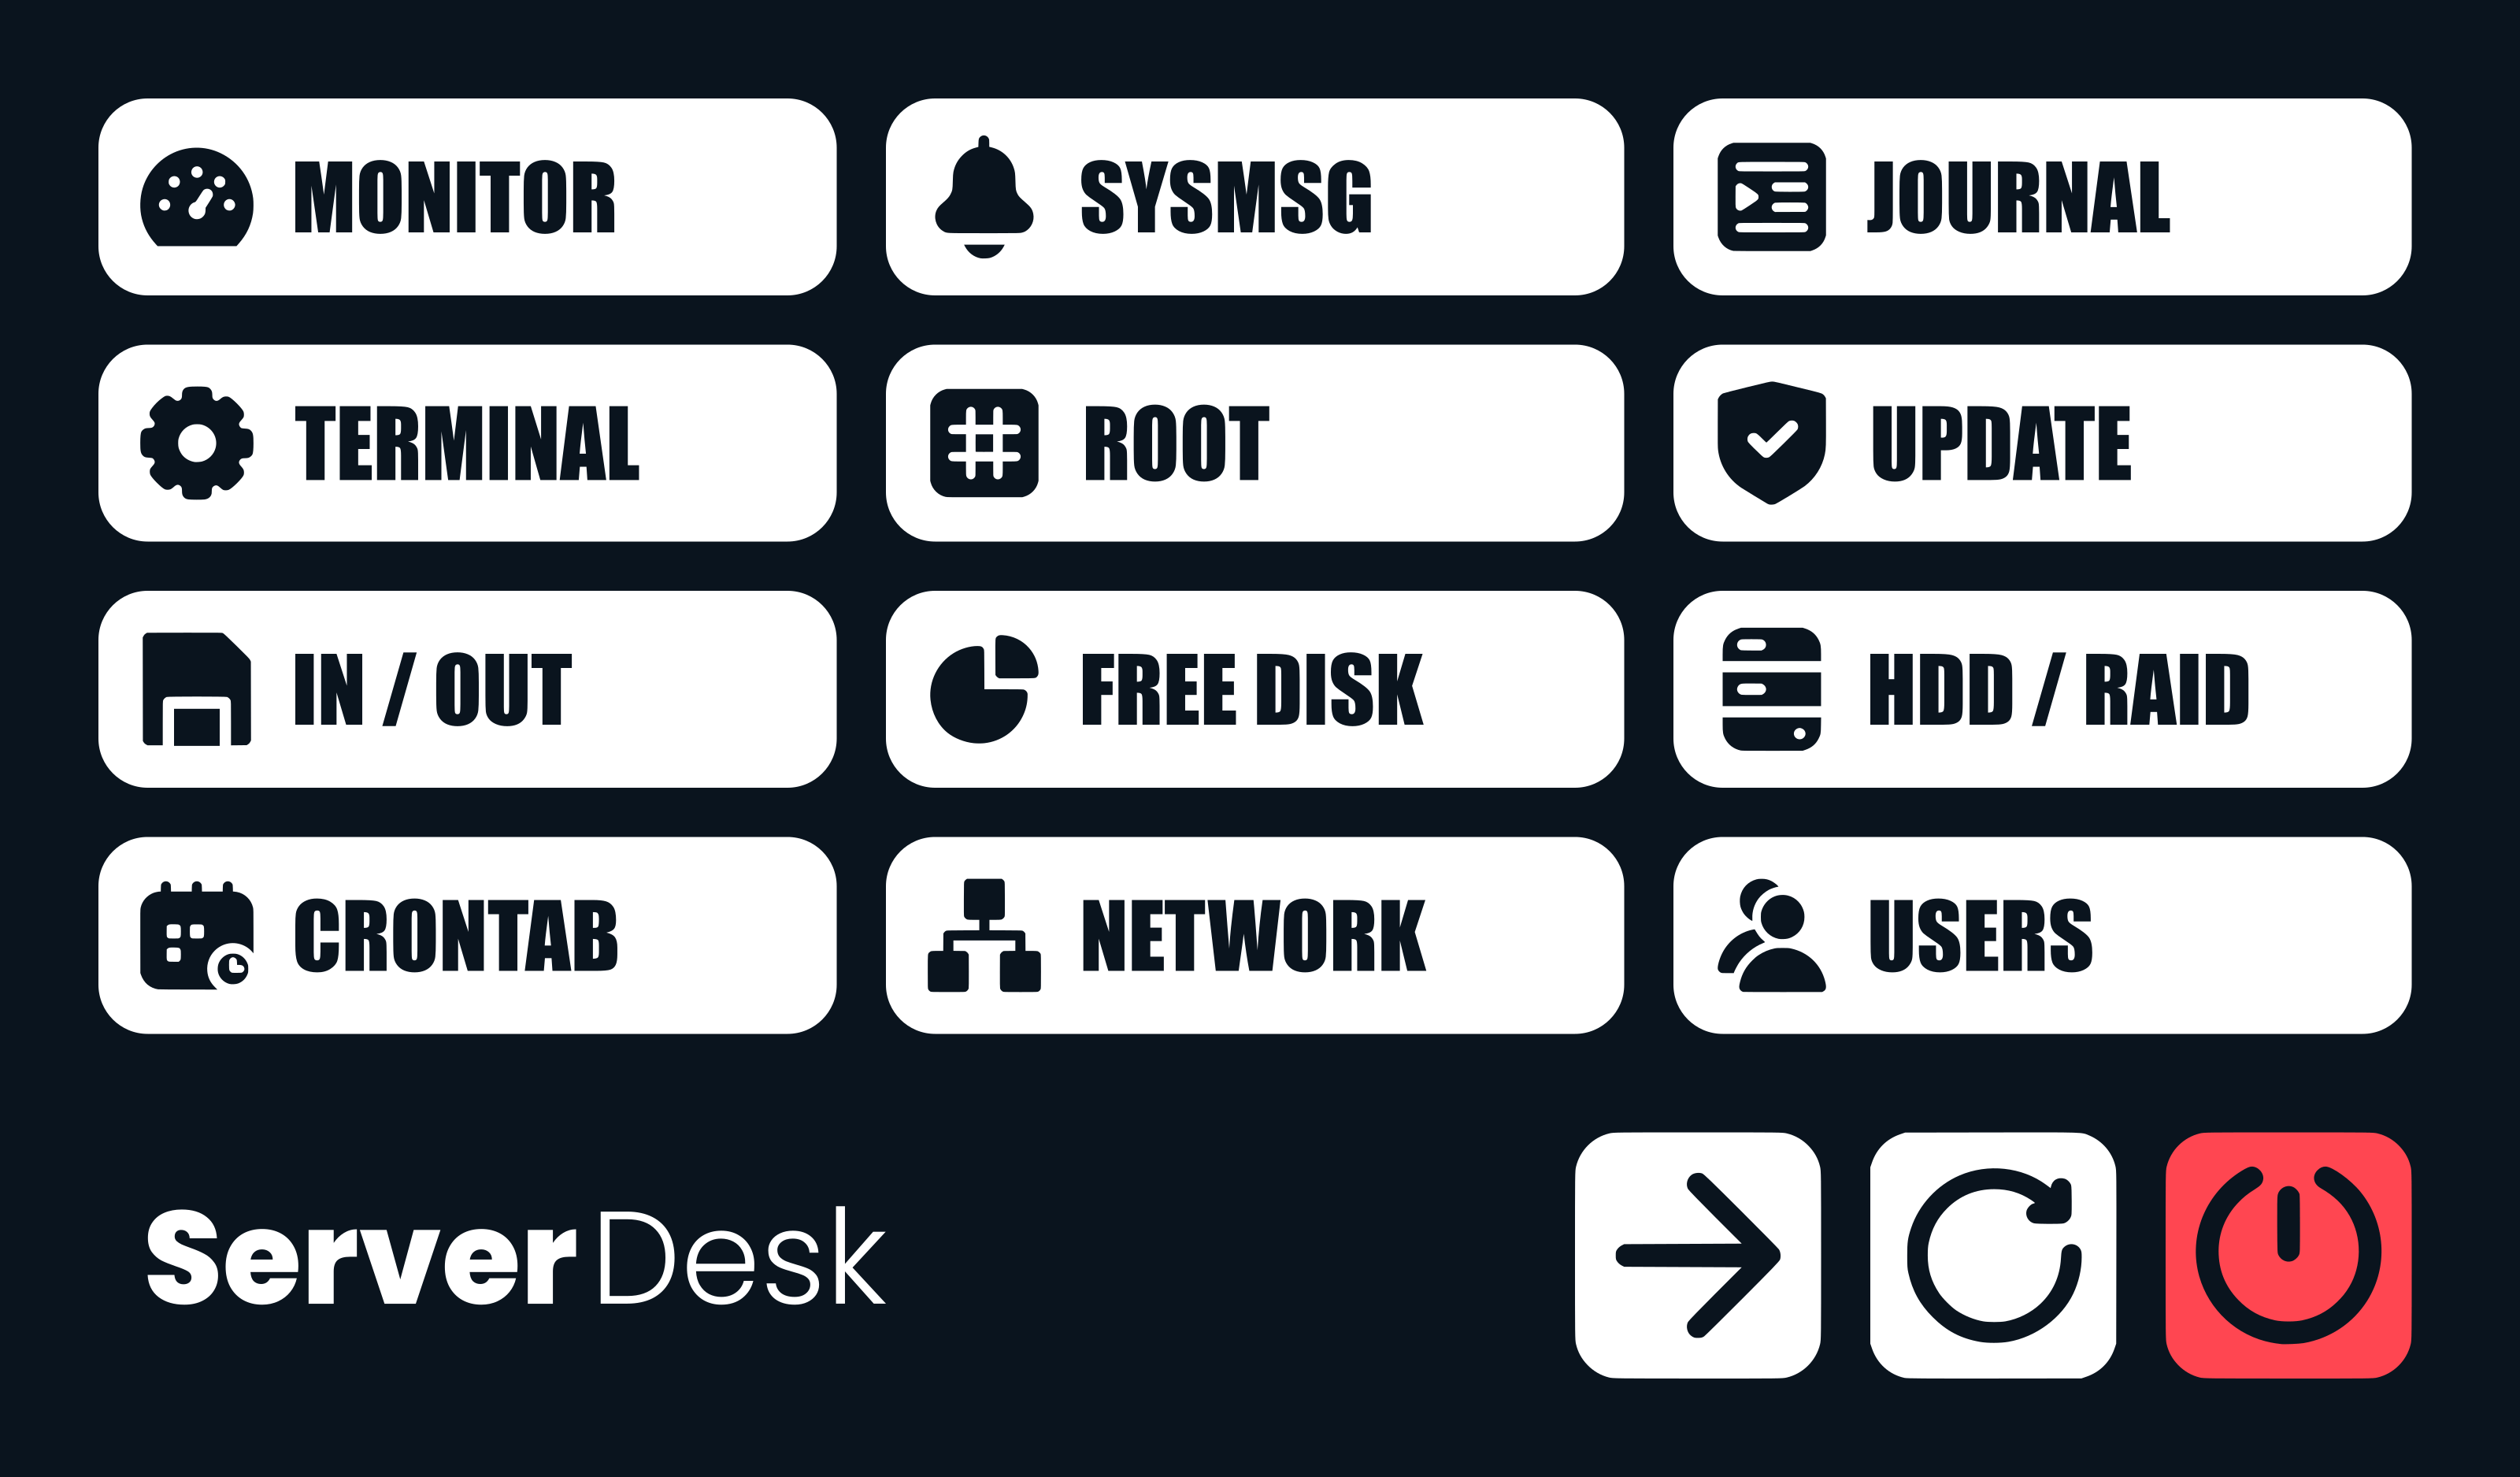 MONITOR
SYSMSG
JOURNAL
TERMINAL
ROOT
UPDATE
IN / OUT
FREE DISK
HDD / RAID
CRONTAB
NETWORK
USERS
ServerDesk